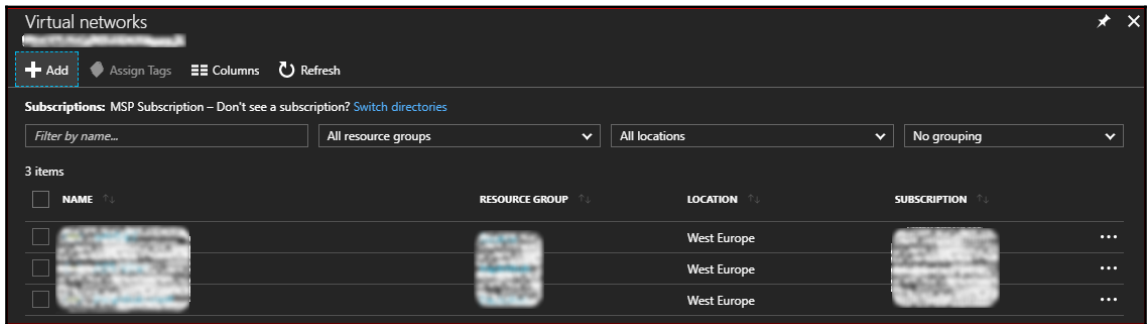 Virtual networks
Add Assign Tags Columns Refresh
Subscriptions: MSP Subscription – Don't see a subscription? Switch directories
Filter by name... All resource groups All locations No grouping
3 items
NAME RESOURCE GROUP LOCATION SUBSCRIPTION
West Europe
West Europe
West Europe